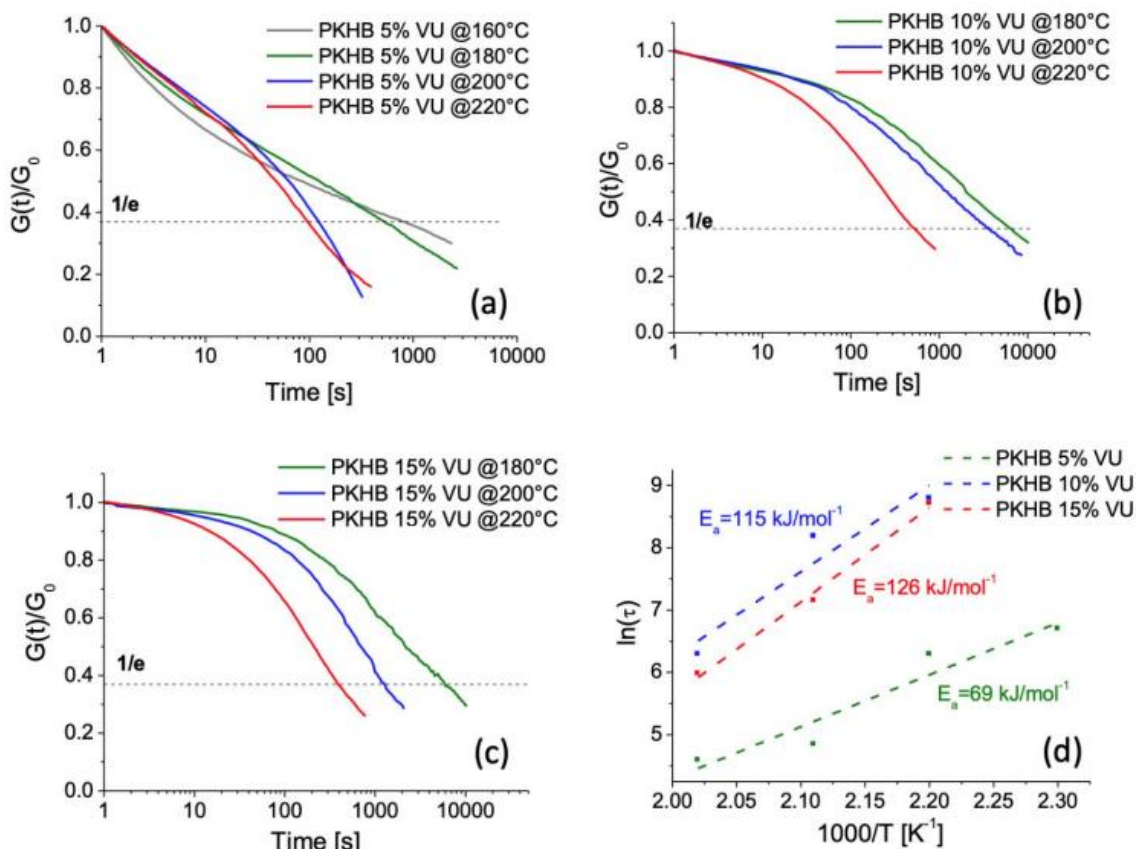 PKHB 5% VU @160°C
PKHB 5% VU @180°C
PKHB 5% VU @200°C
PKHB 5% VU @220°C
1.0
0.8
0.6
0.4
0.2
0.0
G(t)/G₀
1/e
(a)
1 10 100 1000 10000
Time [s]
PKHB 10% VU @180°C
PKHB 10% VU @200°C
PKHB 10% VU @220°C
1.0
0.8
0.6
0.4
0.2
0.0
G(t)/G₀
1/e
(b)
1 10 100 1000 10000
Time [s]
PKHB 15% VU @180°C
PKHB 15% VU @200°C
PKHB 15% VU @220°C
1.0
0.8
0.6
0.4
0.2
0.0
G(t)/G₀
1/e
(c)
1 10 100 1000 10000
Time [s]
PKHB 5% VU
PKHB 10% VU
PKHB 15% VU
9
8
7
6
5
ln(τ)
Eₐ=115 kJ/mol⁻¹
Eₐ=126 kJ/mol⁻¹
Eₐ=69 kJ/mol⁻¹
(d)
2.00 2.05 2.10 2.15 2.20 2.25 2.30
1000/T [K⁻¹]